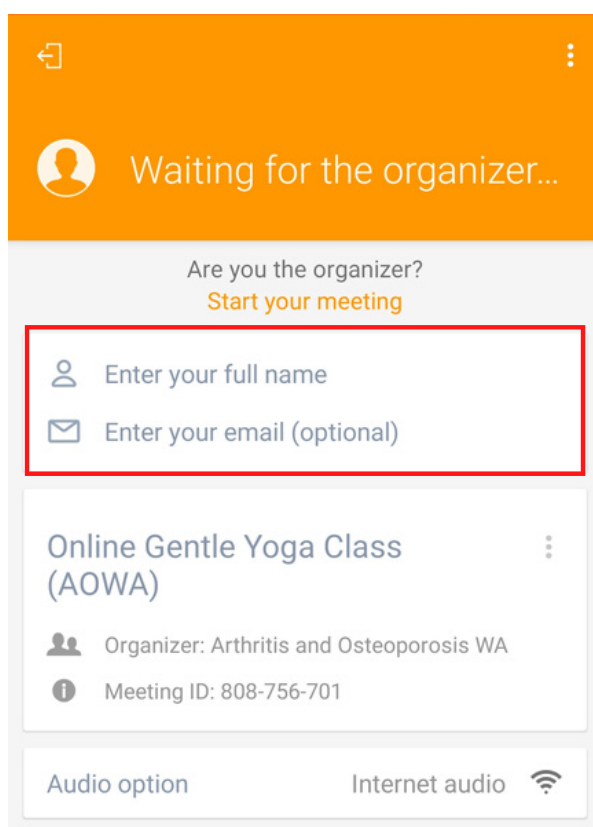 Waiting for the organizer...
Are you the organizer?
Start your meeting
Enter your full name
Enter your email (optional)
Online Gentle Yoga Class
(AOWA)
Organizer: Arthritis and Osteoporosis WA
Meeting ID: 808-756-701
Audio option Internet audio